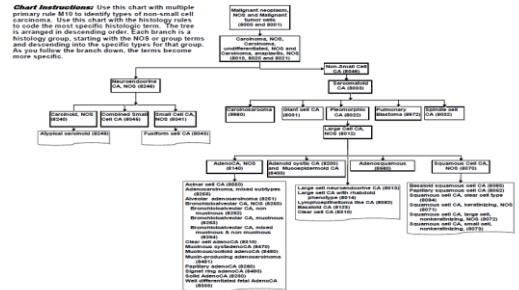 Chart Instructions: Use this chart with multiple
primary rule M10 to identify types of non-small cell
carcinoma. Use this chart with the histology rules
to code the most specific histologic term. The tree
is arranged in descending order. Each branch is a
histology group, starting with the NOS or group terms
and descending into the specific types for that group.
As you follow the branch down, the terms become
more specific.
Malignant neoplasm,
NOS and Malignant
tumor cells
(8000 and 8001)
Carcinoma, NOS,
Carcinoma,
undifferentiated, NOS and
Carcinoma, anaplastic, NOS
(8010, 8020 and 8021)
Neuroendocrine
CA, NOS (8246)
Non-Small Cell
CA (8046)
Sarcomatoid
CA (8033)
Carcinoid, NOS
(8240)
Combined Small
Cell CA (8045)
Small Cell CA,
NOS (8041)
Carcinosarcoma
(8980)
Giant cell CA
(8031)
Pleomorphic
CA (8022)
Pulmonary
Blastoma (8972)
Spindle cell
CA (8032)
Atypical carcinoid (8249)
Fusiform cell CA (8043)
Large Cell CA,
NOS (8012)
AdenoCA, NOS
(8140)
Adenoid cystic CA (8200)
and Mucoepidermoid CA
(8430)
Adenosquamous
(8560)
Squamous Cell CA,
NOS (8070)
Acinar cell CA (8550)
Adenocarcinoma, mixed subtypes
(8255)
Alveolar adenocarcinoma (8251)
Bronchioloalveolar CA, NOS (8250)
Bronchioloalveolar CA, non
mucinous (8252)
Bronchioloalveolar CA, mucinous
(8253)
Bronchioloalveolar CA, mixed
mucinous & non mucinous
(8254)
Clear cell adenoCA (8310)
Mucinous cystadenoCA (8470)
Mucinous/colloid adenoCA (8480)
Mucin-producing adenocarcinoma
(8481)
Papillary adenoCA (8260)
Signet ring adenoCA (8490)
Solid AdenoCA (8230)
Well-differentiated fetal AdenoCA
(8333)
Large cell neuroendocrine CA (8013)
Large cell CA with rhabdoid
phenotype (8014)
Lymphoepithelioma like CA (8082)
Basaloid CA (8123)
Clear cell CA (8310)
Basaloid squamous cell CA (8083)
Papillary squamous cell CA (8052)
Squamous cell CA, clear cell type
(8084)
Squamous cell CA, keratinizing, NOS
(8071)
Squamous cell CA, large cell,
nonkeratinizing, NOS (8072)
Squamous cell CA, small cell,
nonkeratinizing, (8073)